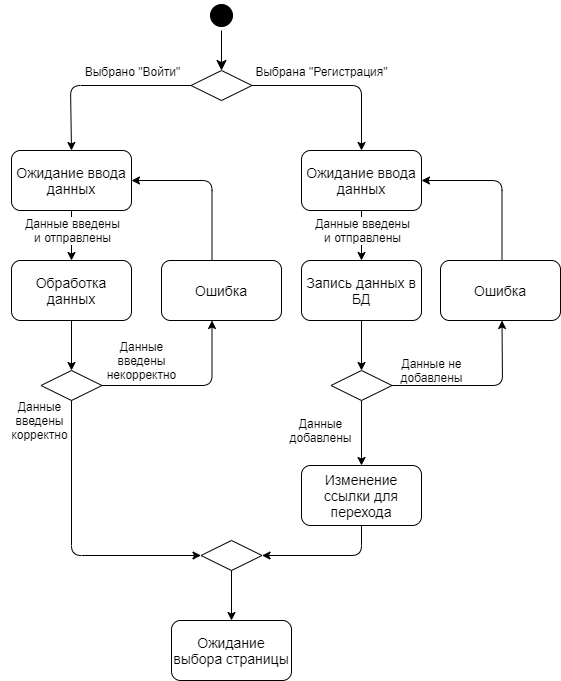 Выбрано "Войти"
Выбрана "Регистрация"
Ожидание ввода
данных
Ожидание ввода
данных
Данные введены
и отправлены
Данные введены
и отправлены
Обработка
данных
Ошибка
Запись данных в
БД
Ошибка
Данные
введены
некорректно
Данные не
добавлены
Данные
введены
корректно
Данные
добавлены
Изменение
ссылки для
перехода
Ожидание
выбора страницы